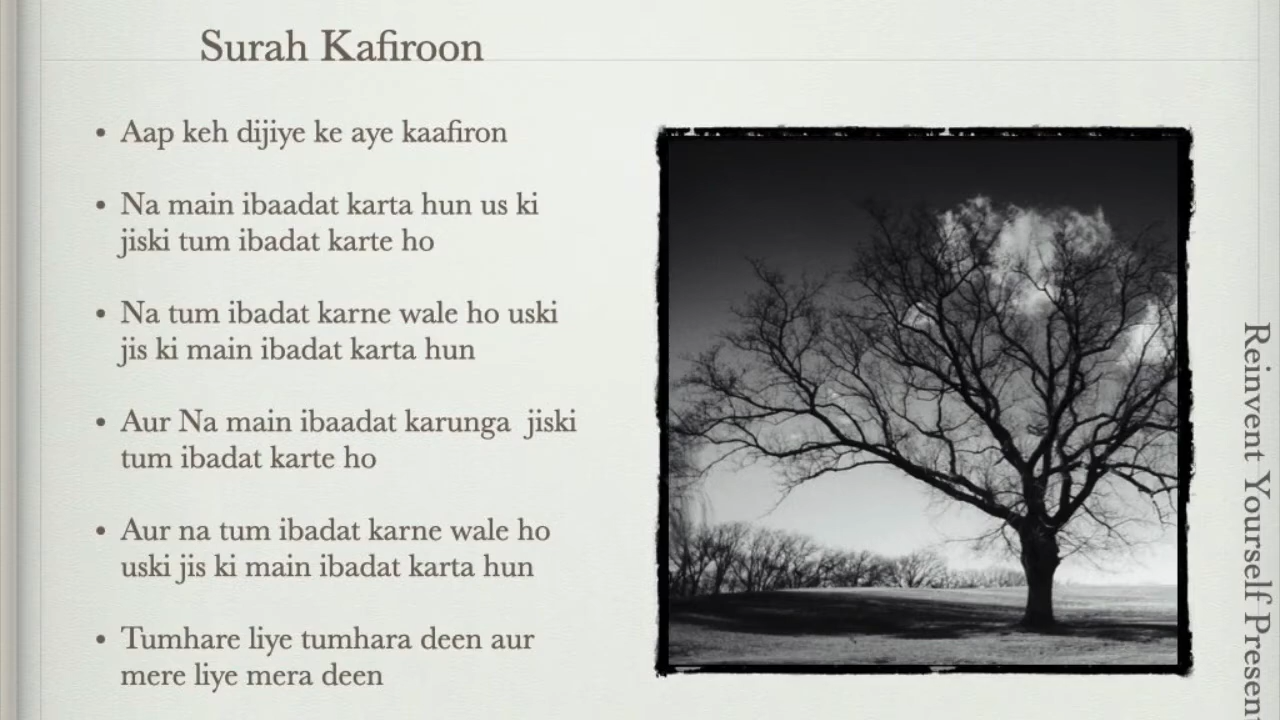 Surah Kafiroon
• Aap keh dijiye ke aye kaafiron
• Na main ibaadat karta hun us ki
jiski tum ibadat karte ho
• Na tum ibadat karne wale ho uski
jis ki main ibadat karta hun
• Aur Na main ibaadat karunga  jiski
tum ibadat karte ho
• Aur na tum ibadat karne wale ho
uski jis ki main ibadat karta hun
• Tumhare liye tumhara deen aur
mere liye mera deen
Reinvent Yourself Present